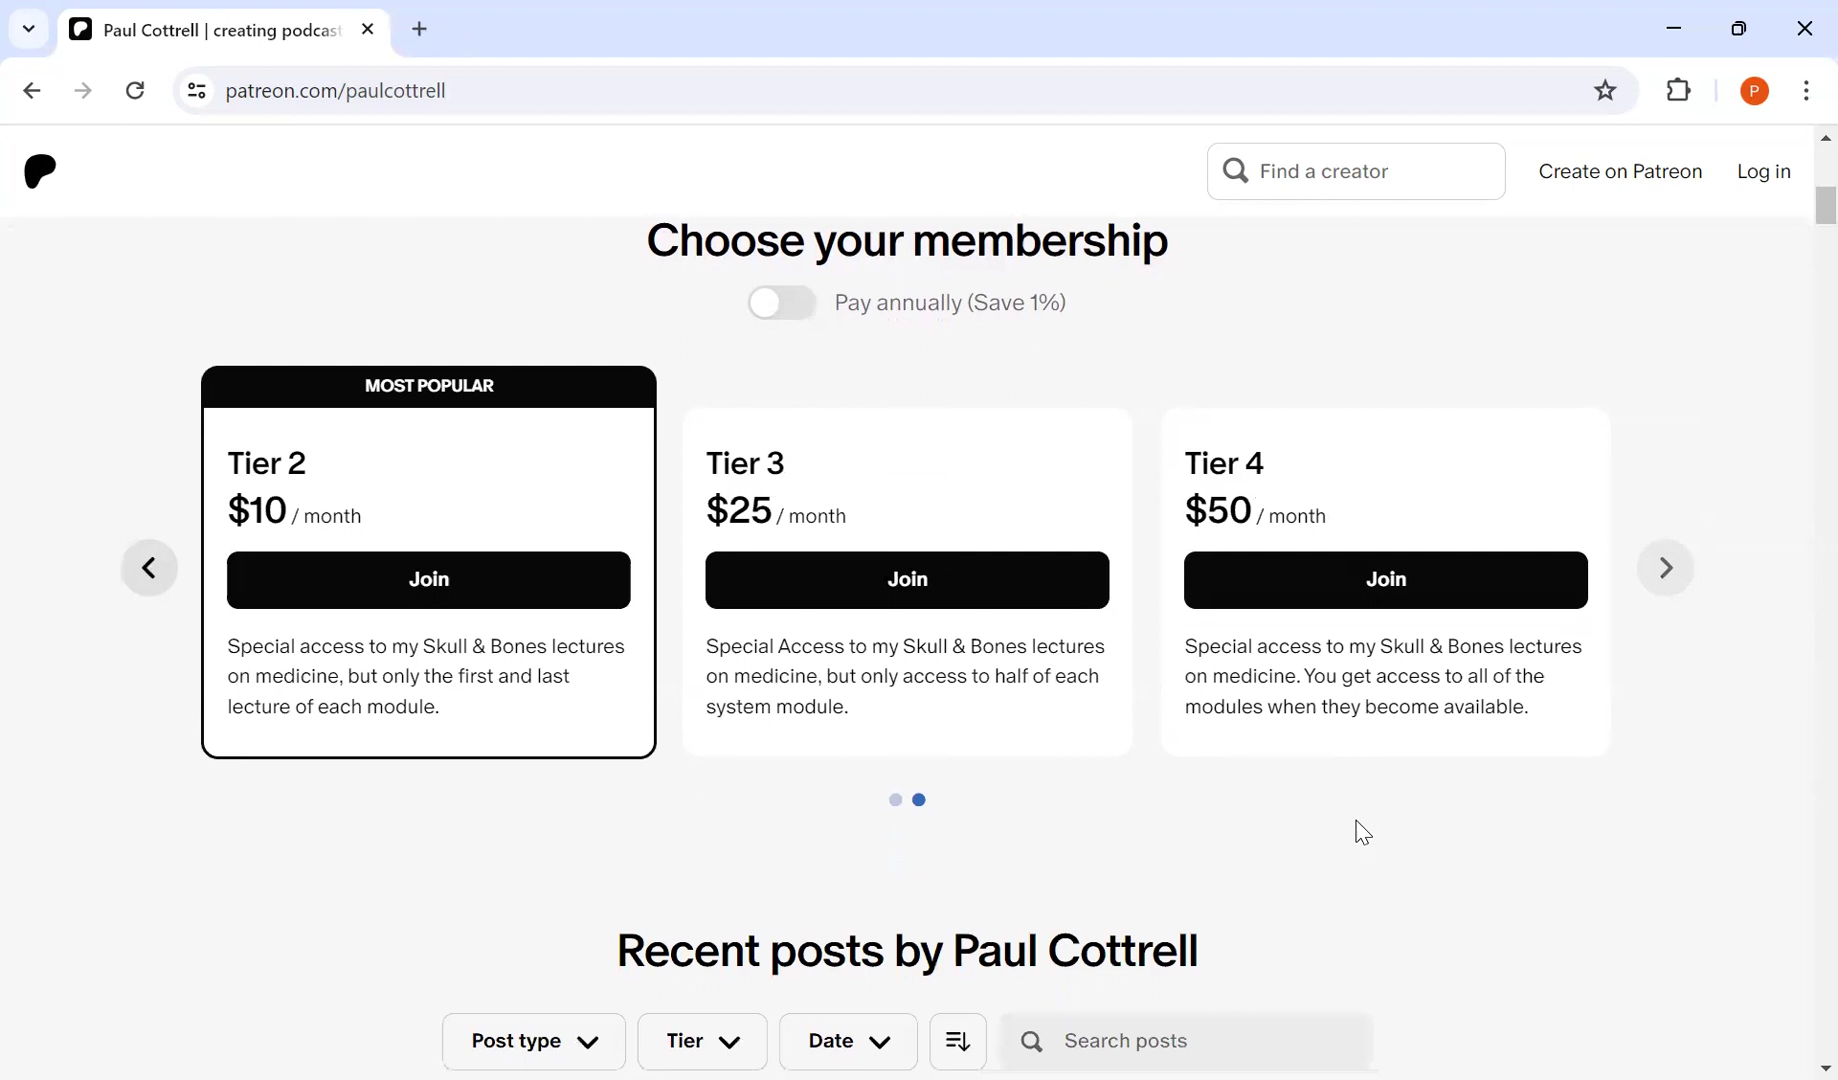 Paul Cottrell | creating podcast
patreon.com/paulcottrell
P
Find a creator
Create on Patreon
Log in
Choose your membership
Pay annually (Save 1%)
MOST POPULAR
Tier 2
$10 / month
Join
Special access to my Skull & Bones lectures
on medicine, but only the first and last
lecture of each module.
Tier 3
$25 / month
Join
Special Access to my Skull & Bones lectures
on medicine, but only access to half of each
system module.
Tier 4
$50 / month
Join
Special access to my Skull & Bones lectures
on medicine. You get access to all of the
modules when they become available.
Recent posts by Paul Cottrell
Post type
Tier
Date
Search posts